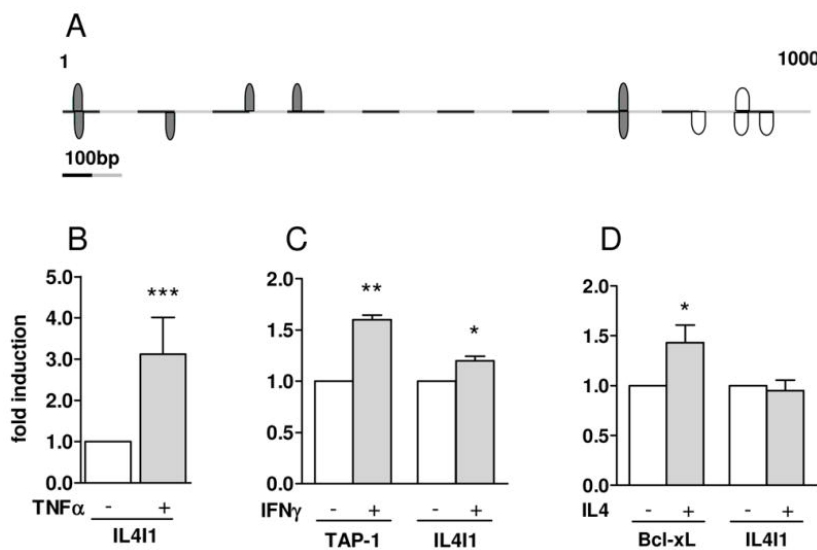 A
1 1000
100bp
B C D
fold induction
5.0
4.0
3.0
2.0
1.0
0.0
***
TNFα - +
IL4I1
2.0
1.5
1.0
0.5
0.0
**
*
IFNγ - + - +
TAP-1 IL4I1
2.0
1.5
1.0
0.5
0.0
*
IL4 - + - +
Bcl-xL IL4I1